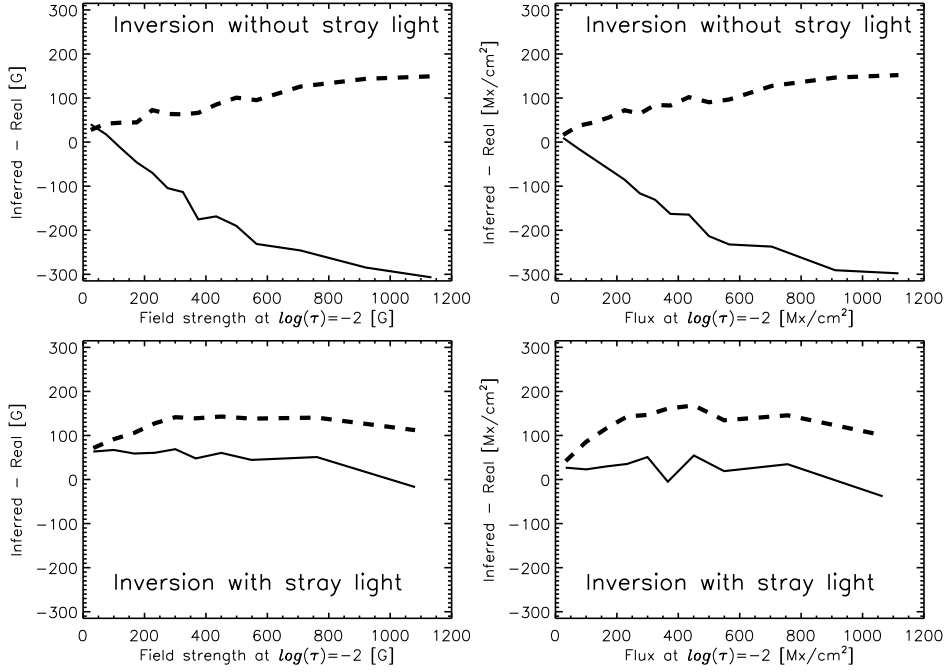 Inversion without stray light
300
200
100
0
−100
−200
−300
Inferred − Real [G]
0 200 400 600 800 1000 1200
Field strength at log(τ)=−2 [G]
Inversion without stray light
300
200
100
0
−100
−200
−300
Inferred − Real [Mx/cm²]
0 200 400 600 800 1000 1200
Flux at log(τ)=−2 [Mx/cm²]
300
200
100
0
−100
−200
−300
Inferred − Real [G]
Inversion with stray light
0 200 400 600 800 1000 1200
Field strength at log(τ)=−2 [G]
300
200
100
0
−100
−200
−300
Inferred − Real [Mx/cm²]
Inversion with stray light
0 200 400 600 800 1000 1200
Flux at log(τ)=−2 [Mx/cm²]